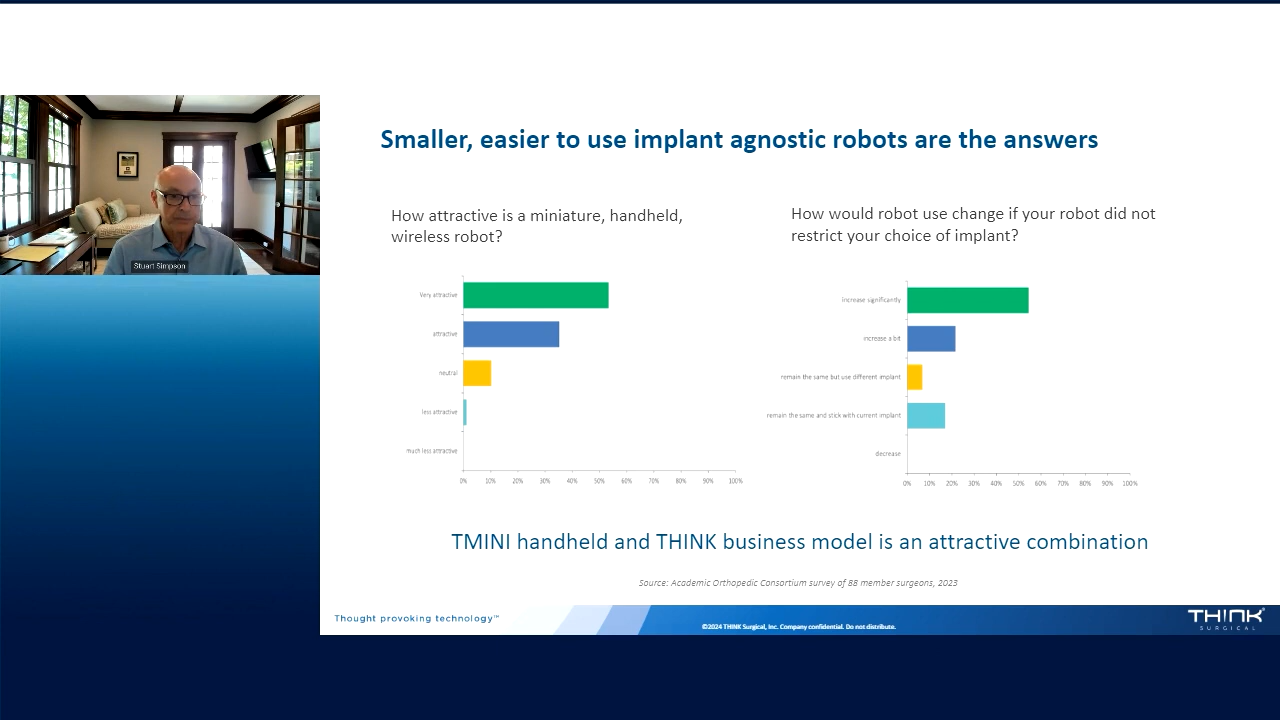 Smaller, easier to use implant agnostic robots are the answers
Stuart Simpson
How attractive is a miniature, handheld,
wireless robot?
Very attractive
attractive
neutral
less attractive
much less attractive
0% 10% 20% 30% 40% 50% 60% 70% 80% 90% 100%
How would robot use change if your robot did not
restrict your choice of implant?
increase significantly
increase a bit
remain the same but use different implant
remain the same and stick with current implant
decrease
0% 10% 20% 30% 40% 50% 60% 70% 80% 90% 100%
TMINI handheld and THINK business model is an attractive combination
Source: Academic Orthopedic Consortium survey of 88 member surgeons, 2023
Thought provoking technology™
©2024 THINK Surgical, Inc. Company confidential. Do not distribute.
THINK®
SURGICAL